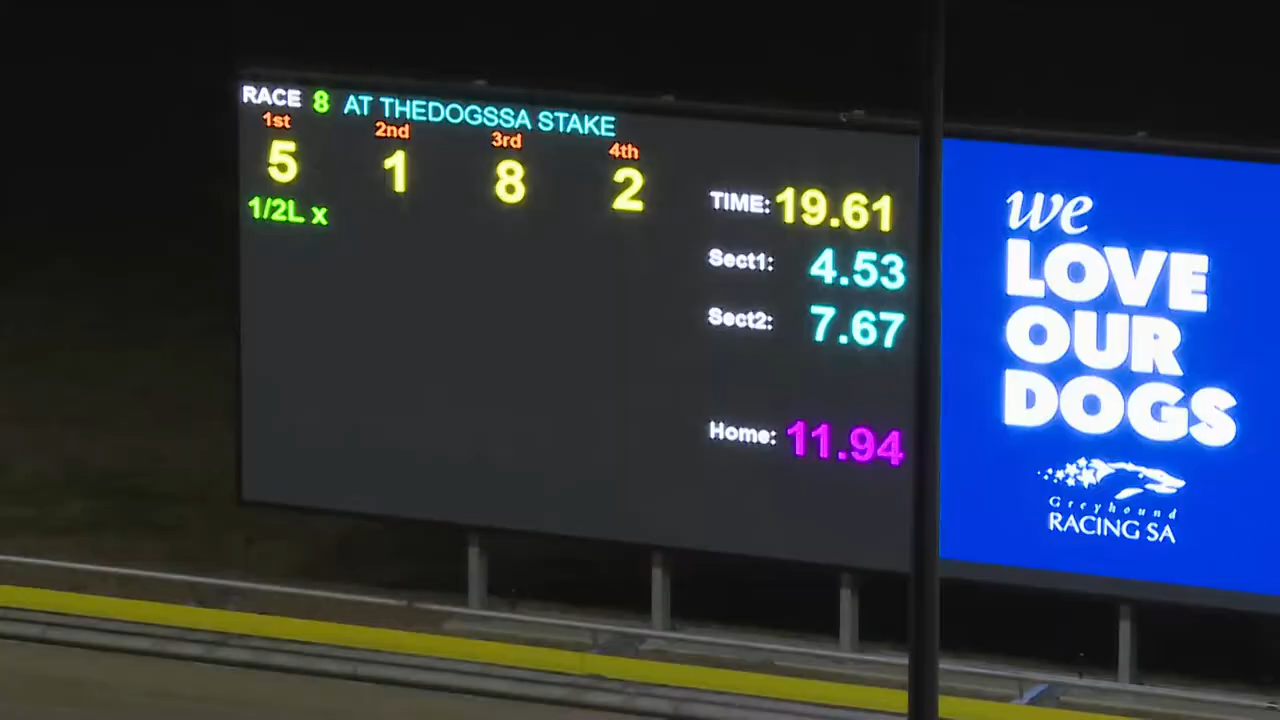 RACE 8 AT THEDOGSSA STAKE
1st 2nd 3rd 4th
5 1 8 2
1/2L x
TIME: 19.61
Sect1: 4.53
Sect2: 7.67
Home: 11.94
we
LOVE
OUR
DOGS
Greyhound
RACING SA